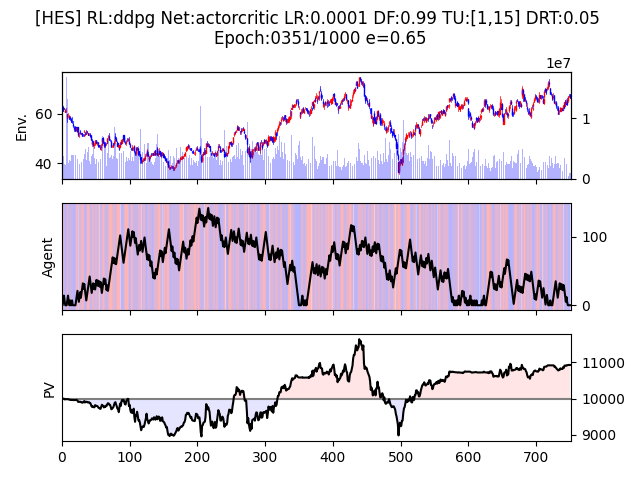 [HES] RL:ddpg Net:actorcritic LR:0.0001 DF:0.99 TU:[1,15] DRT:0.05
Epoch:0351/1000 e=0.65
1e7
Env.
60
40
1
0
Agent
100
0
PV
11000
10000
9000
0 100 200 300 400 500 600 700